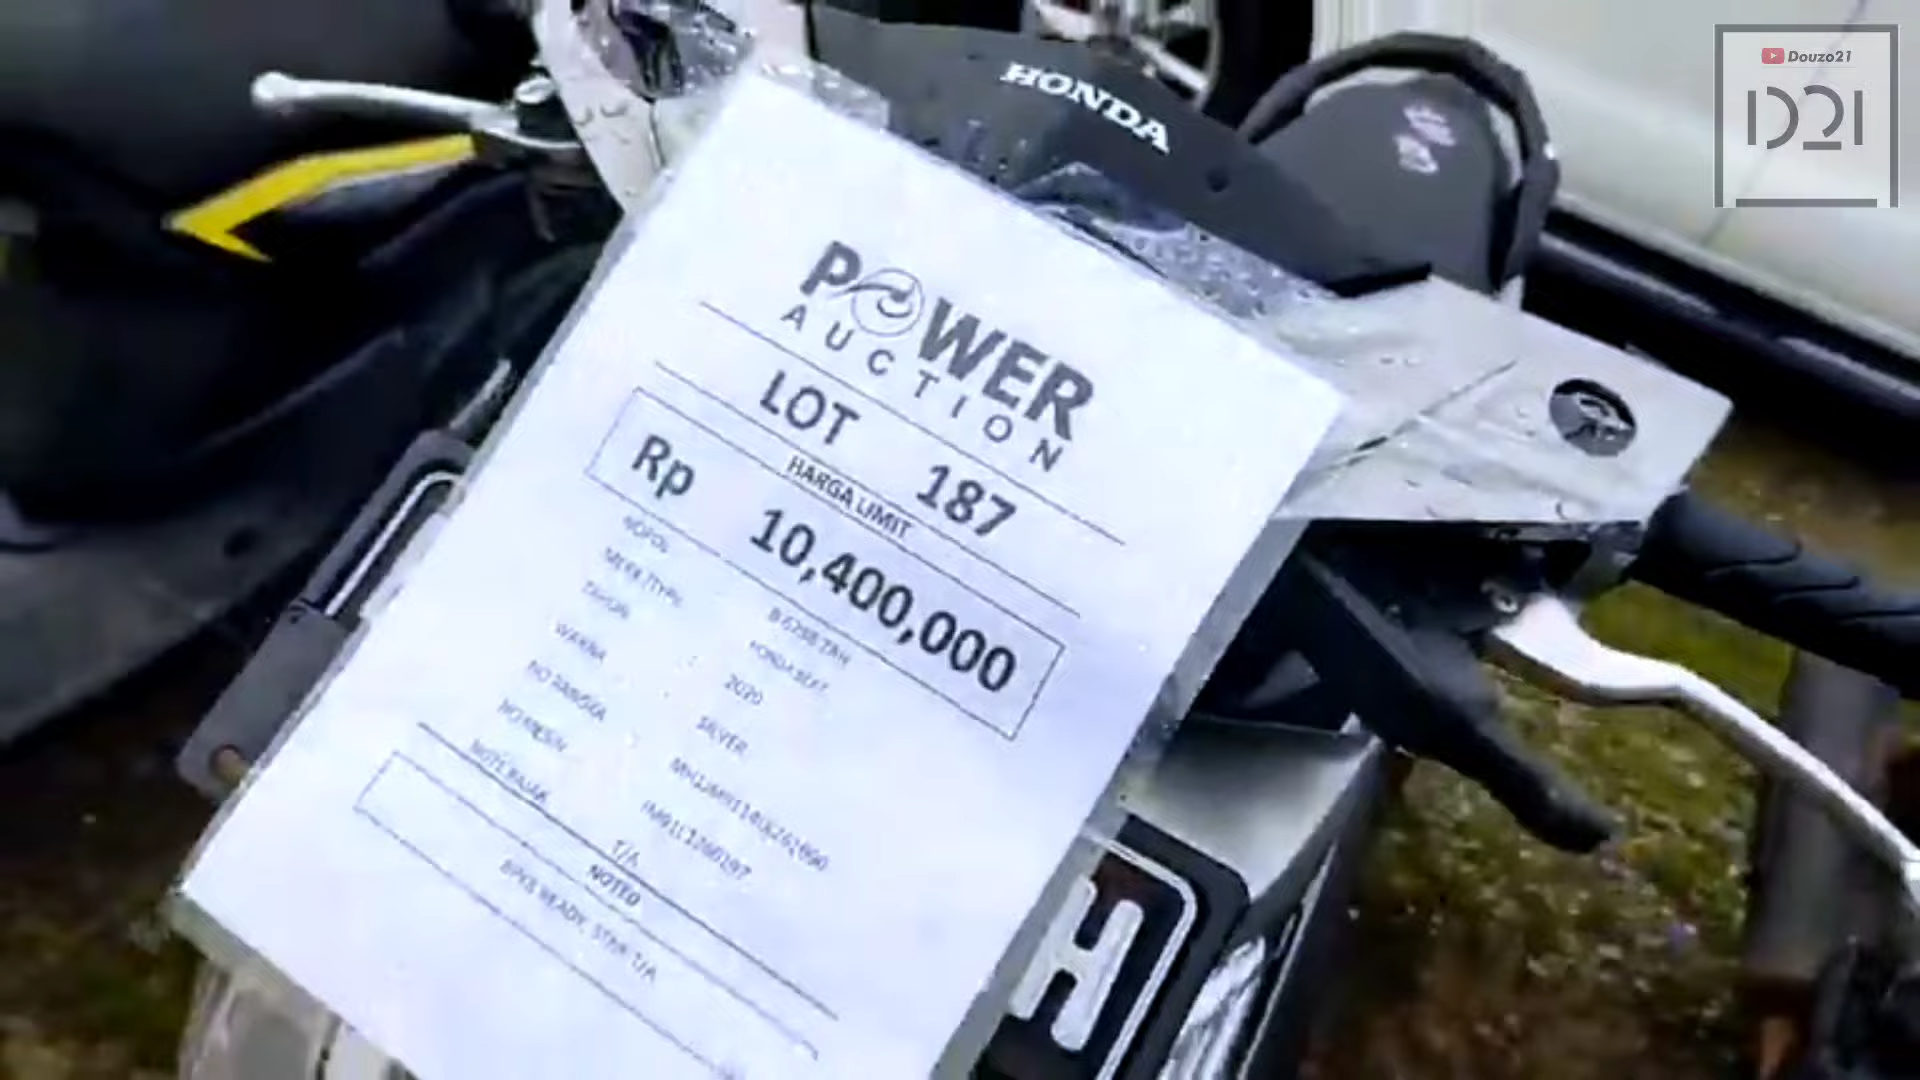 Douzo21
D21
HONDA
POWER
AUCTION
LOT 187
HARGA LIMIT
Rp 10,400,000
NOPOL
MERK/TYPE HONDA BEAT
TAHUN : 2020
WARNA : SILVER
NO RANGKA
NO MESIN
NOTE PAJAK T/A
NOTED
BPKB READY, STNK T/A
H